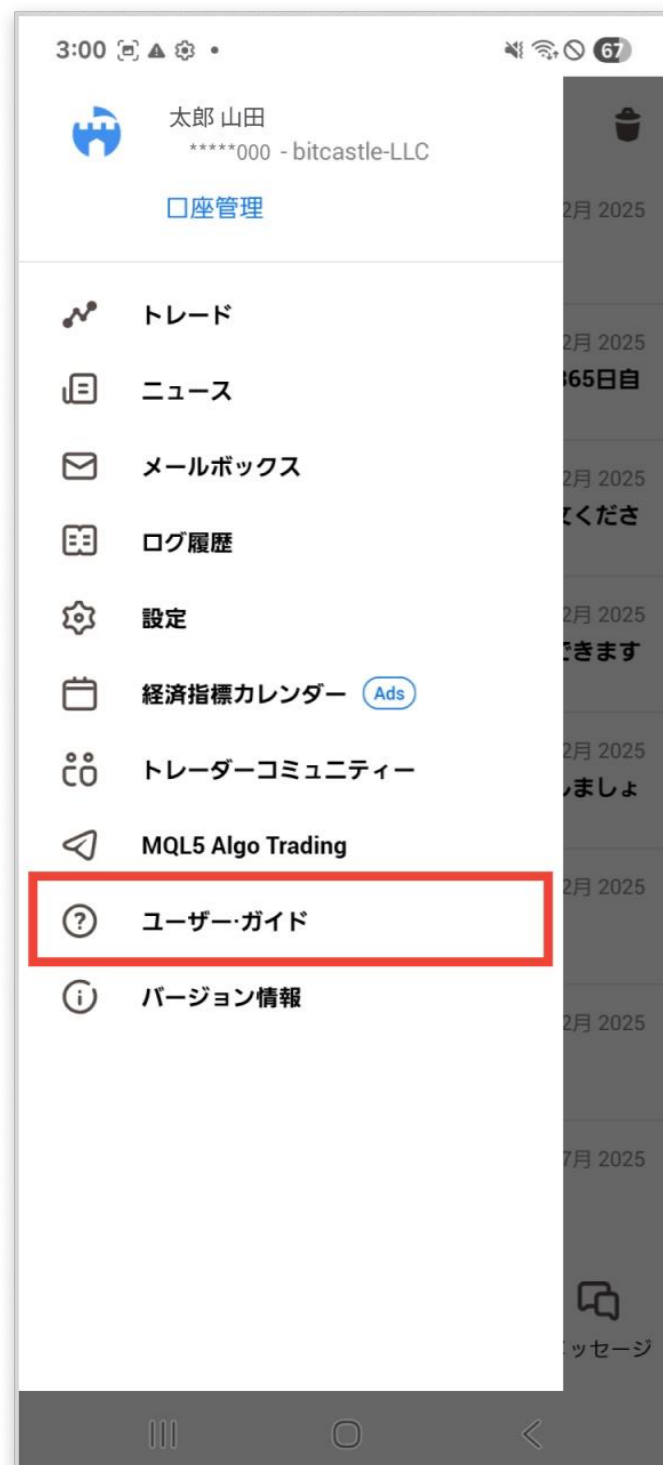 3:00
67
太郎 山田
*****000 - bitcastle-LLC
口座管理
2月 2025
トレード
2月 2025
365日自
ニュース
メールボックス
2月 2025
文くださ
ログ履歴
設定
2月 2025
できます
経済指標カレンダー Ads
トレーダーコミュニティー
2月 2025
しましょ
MQL5 Algo Trading
2月 2025
ユーザー·ガイド
バージョン情報
2月 2025
7月 2025
ッセージ